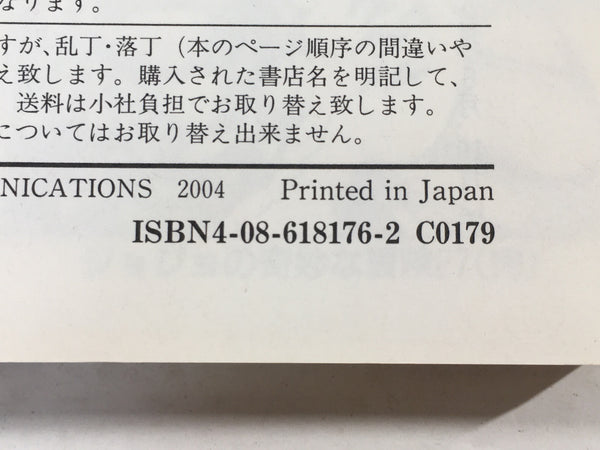 なります。
すが、乱丁・落丁（本のページ順序の間違いや
え致します。購入された書店名を明記して、
送料は小社負担でお取り替え致します。
についてはお取り替え出来ません。
NICATIONS 2004 Printed in Japan
ISBN4-08-618176-2 C0179